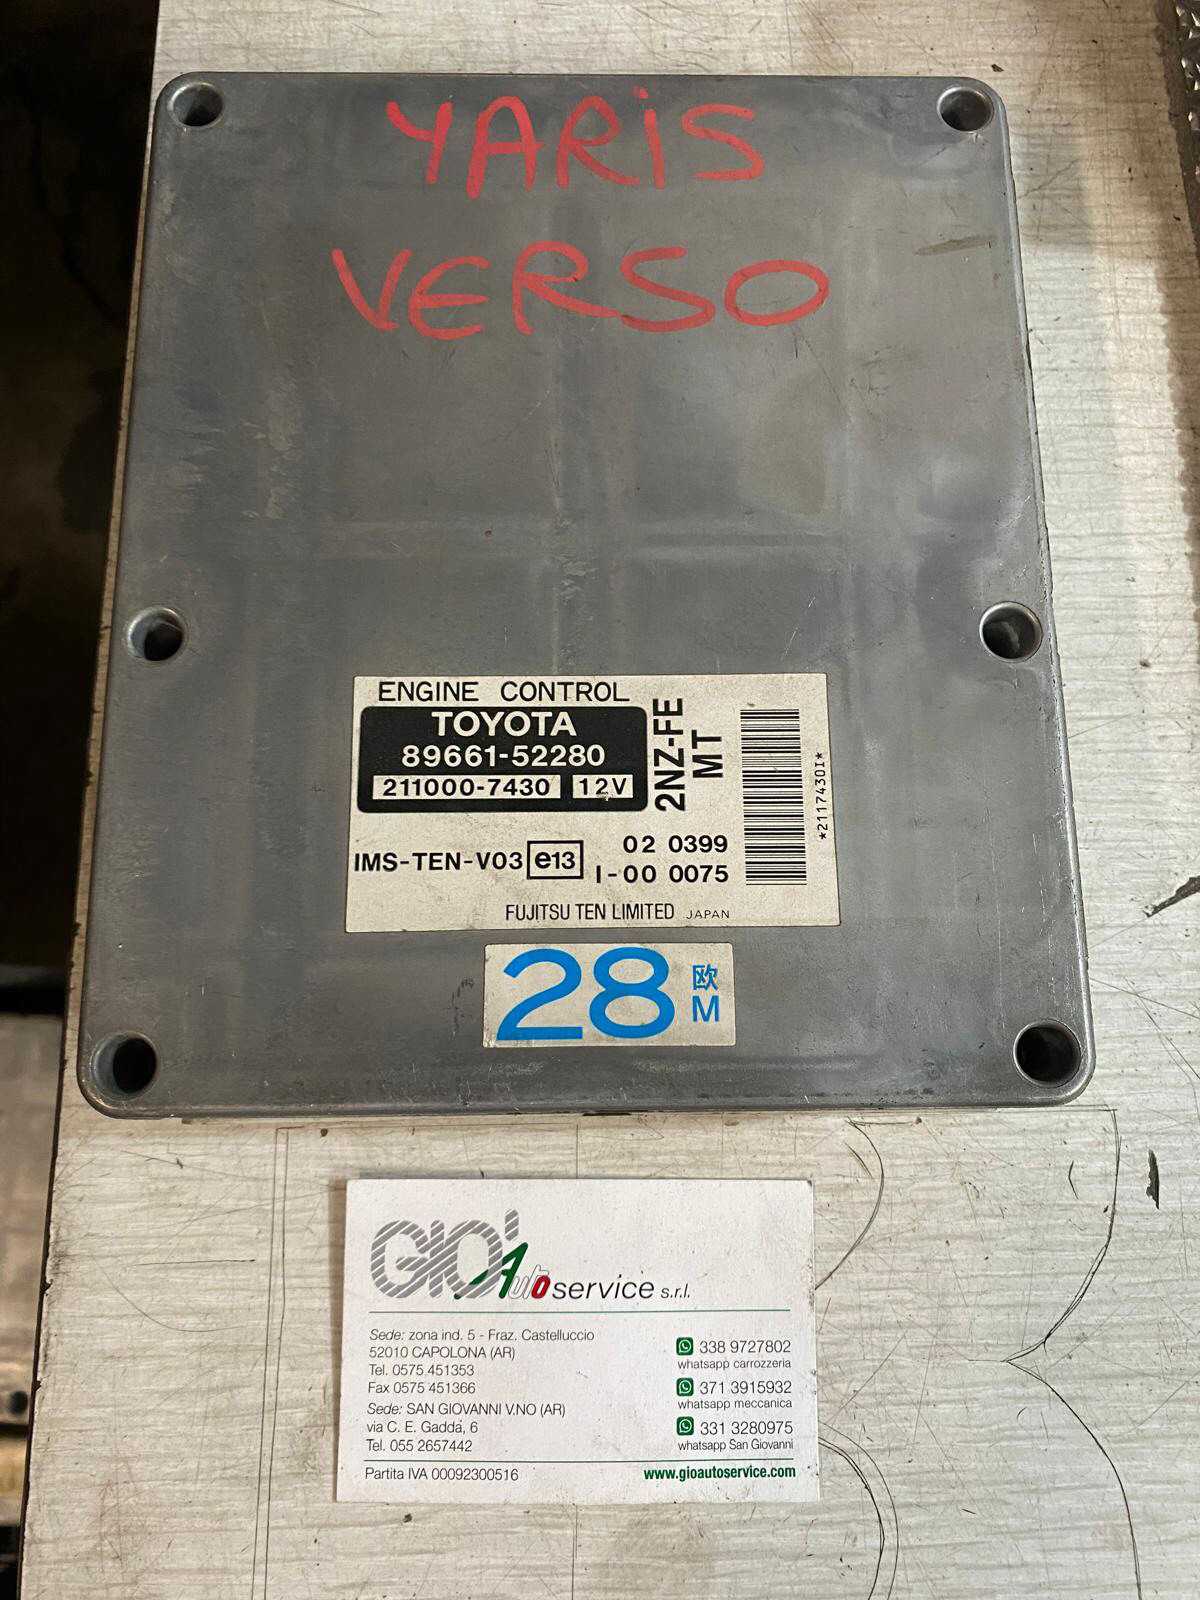 YARIS
VERSO
ENGINE CONTROL
TOYOTA
89661-52280
211000-7430 12V
2NZ-FE
MT
*2117430I*
IMS-TEN-V03 e13 02 0399
I-00 0075
FUJITSU TEN LIMITED JAPAN
28 欧
M
GIO' Auto service s.r.l.
Sede: zona ind. 5 - Fraz. Castelluccio
52010 CAPOLONA (AR)
Tel. 0575 451353
Fax 0575 451366
Sede: SAN GIOVANNI V.NO (AR)
via C. E. Gadda, 6
Tel. 055 2657442
338 9727802
whatsapp carrozzeria
371 3915932
whatsapp meccanica
331 3280975
whatsapp San Giovanni
Partita IVA 00092300516
www.gioautoservice.com